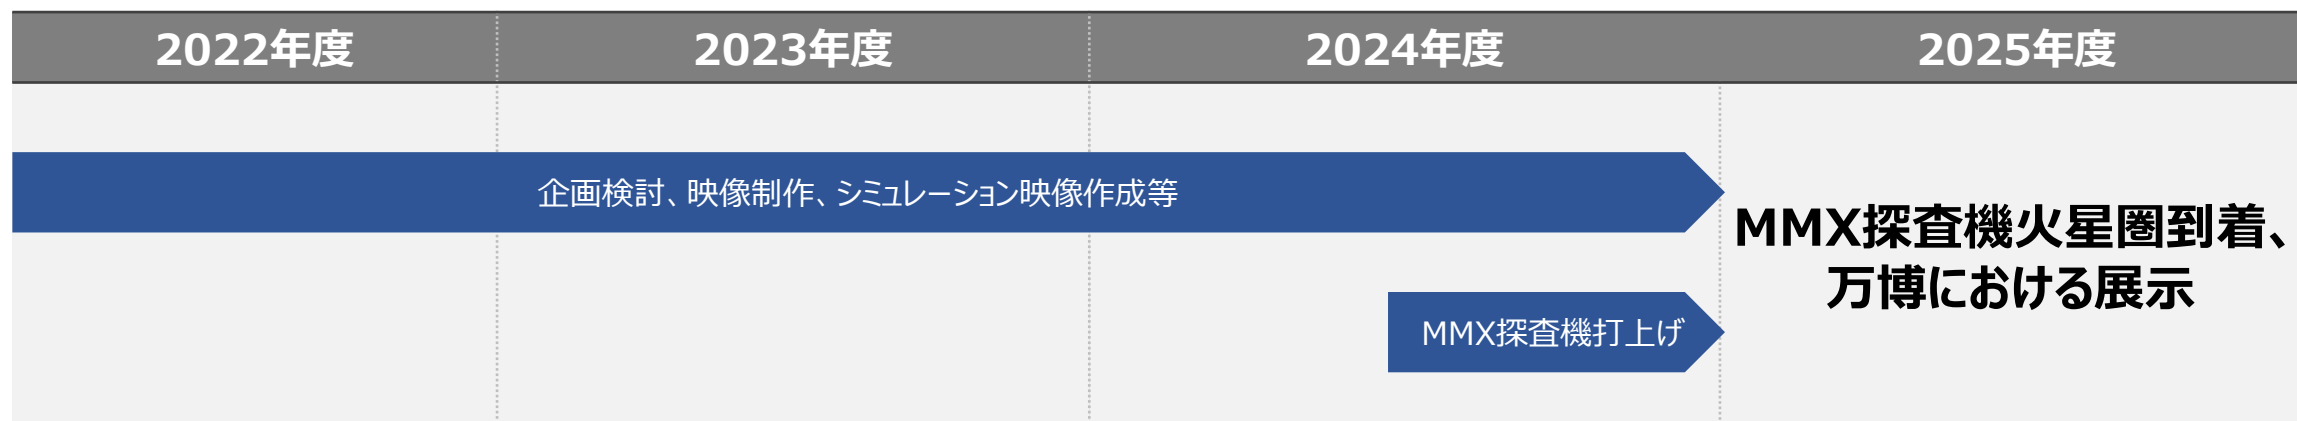 2022年度
2023年度
2024年度
2025年度
企画検討、映像制作、シミュレーション映像作成等
MMX探査機打上げ
MMX探査機火星圏到着、
万博における展示